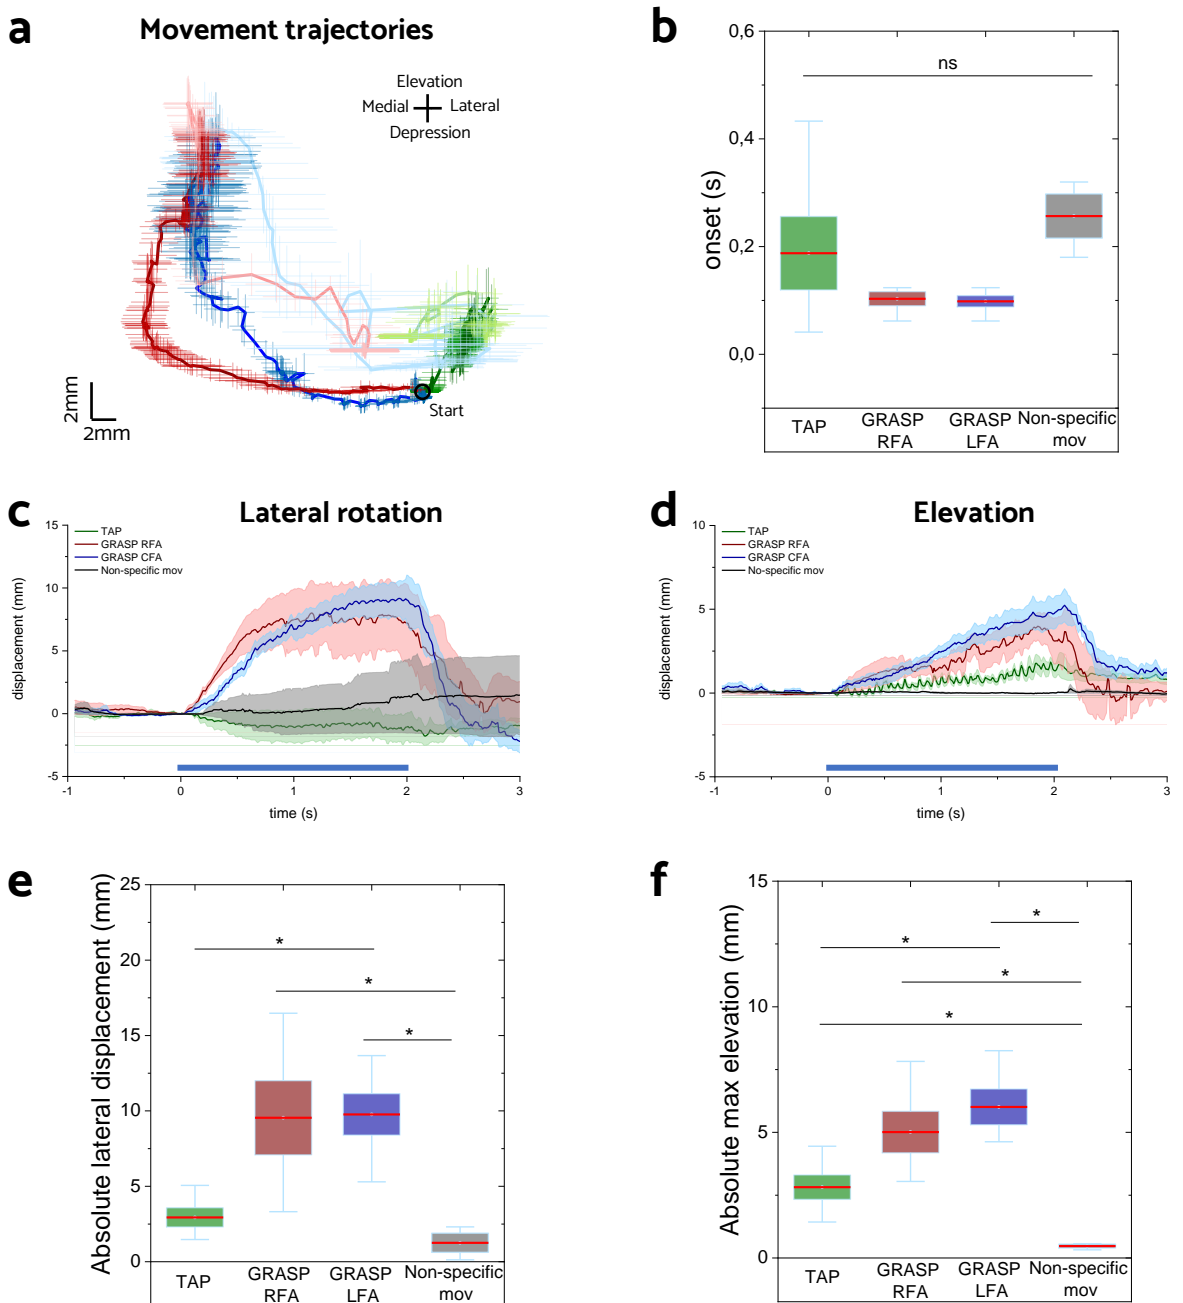 a
Movement trajectories
Elevation
Medial
Lateral
Depression
2mm
2mm
Start
b
onset (s)
0,6
0,4
0,2
0,0
ns
TAP
GRASP
RFA
GRASP
LFA
Non-specific
mov
c
Lateral rotation
displacement (mm)
15
10
5
0
-5
TAP
GRASP RFA
GRASP CFA
Non-specific mov
-1
0
1
2
3
time (s)
d
Elevation
displacement (mm)
10
5
0
-5
TAP
GRASP RFA
GRASP CFA
No-specific mov
-1
0
1
2
3
time (s)
e
Absolute lateral displacement (mm)
25
20
15
10
5
0
*
*
*
TAP
GRASP
RFA
GRASP
LFA
Non-specific
mov
f
Absolute max elevation (mm)
15
10
5
0
*
*
*
*
TAP
GRASP
RFA
GRASP
LFA
Non-specific
mov